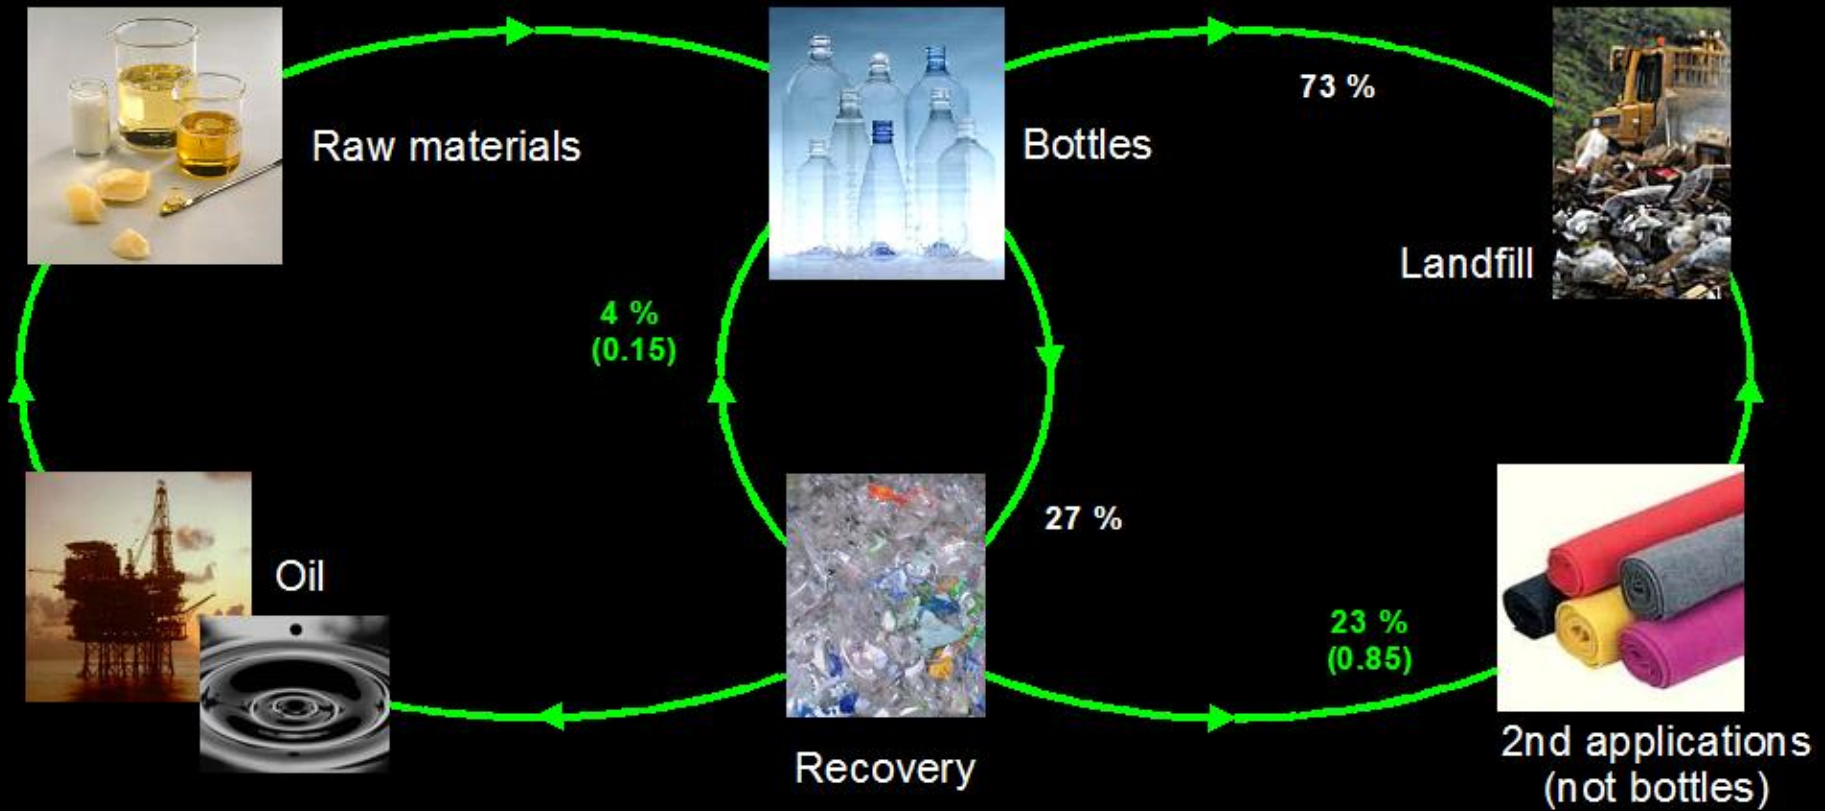 73 %
Raw materials
Bottles
Landfill
4 %
(0.15)
27 %
Oil
23 %
(0.85)
Recovery
2nd applications
(not bottles)